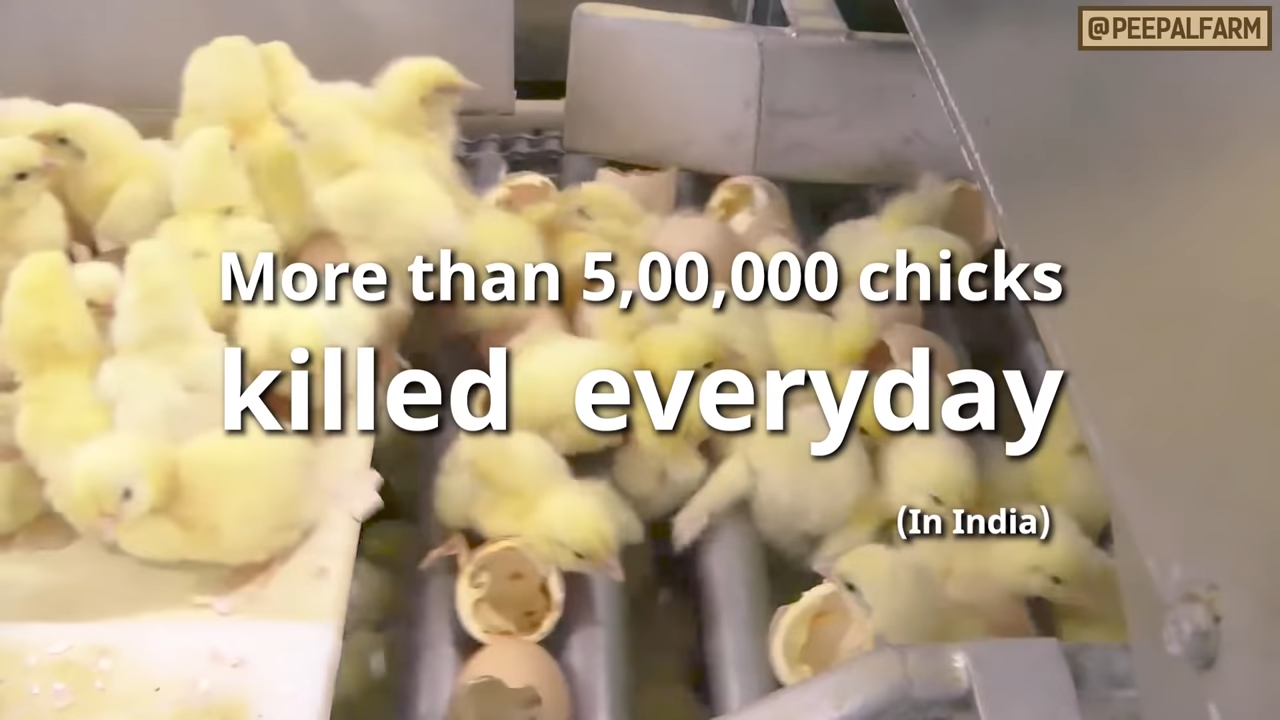 @PEEPALFARM
More than 5,00,000 chicks
killed everyday
(In India)